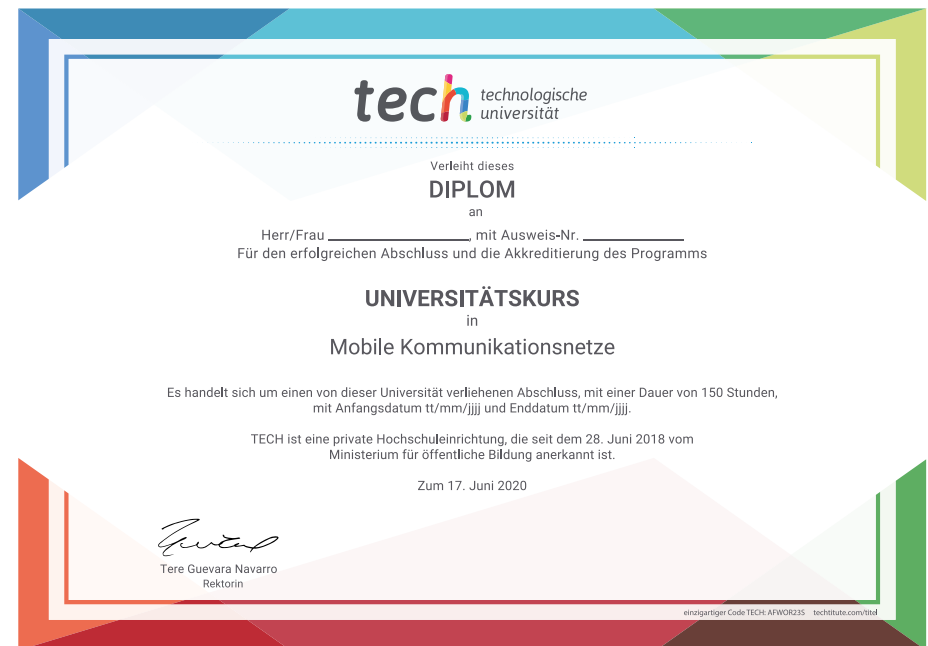 tech technologische
universität
Verleiht dieses
DIPLOM
an
Herr/Frau ____________________, mit Ausweis-Nr. ______________
Für den erfolgreichen Abschluss und die Akkreditierung des Programms
UNIVERSITÄTSKURS
in
Mobile Kommunikationsnetze
Es handelt sich um einen von dieser Universität verliehenen Abschluss, mit einer Dauer von 150 Stunden,
mit Anfangsdatum tt/mm/jjjj und Enddatum tt/mm/jjjj.
TECH ist eine private Hochschuleinrichtung, die seit dem 28. Juni 2018 vom
Ministerium für öffentliche Bildung anerkannt ist.
Zum 17. Juni 2020
Tere Guevara Navarro
Rektorin
einzigartiger Code TECH: AFWOR23S techtitute.com/titel